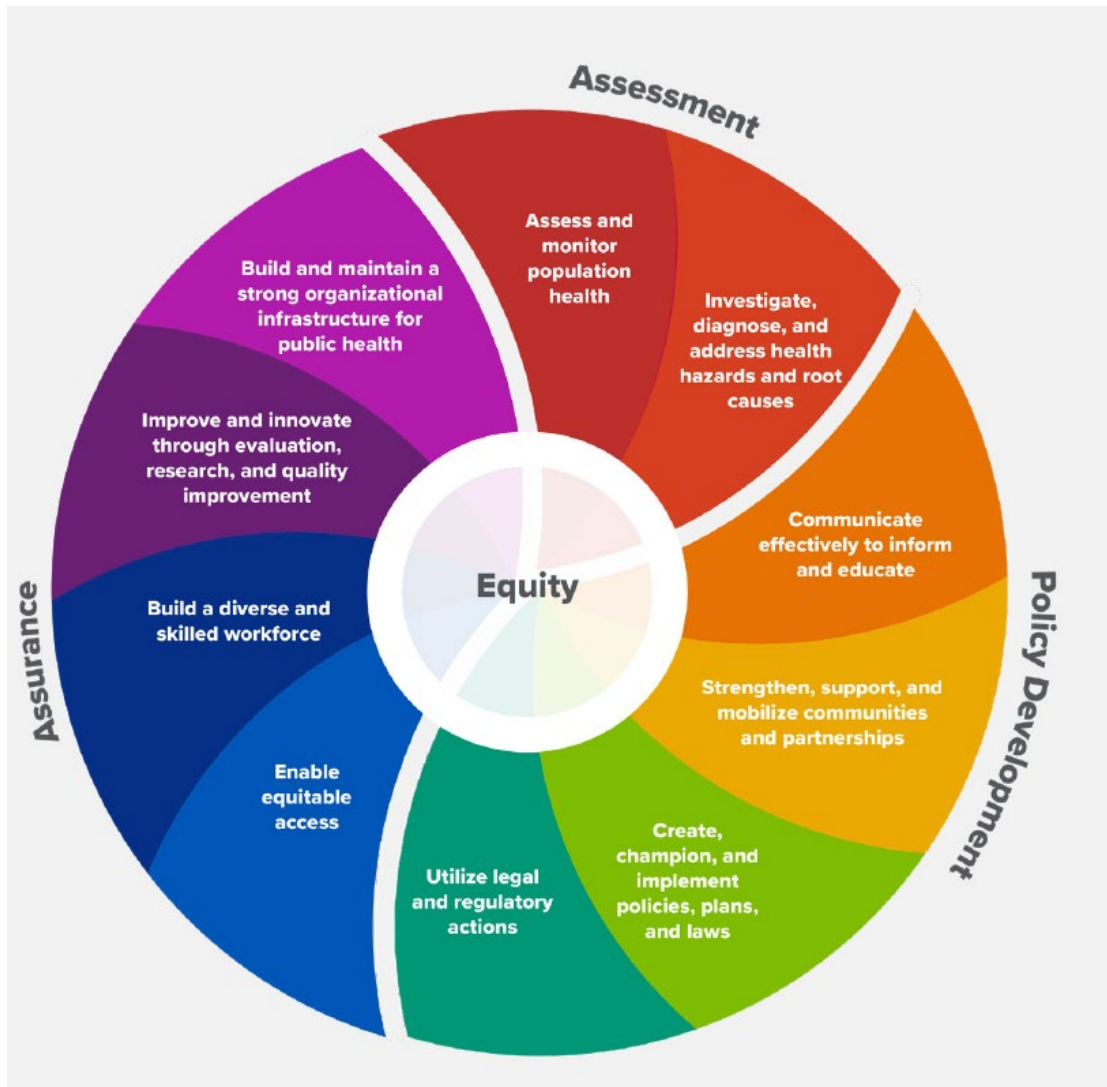 Assessment
Assess and
monitor
population
health
Investigate,
diagnose, and
address health
hazards and root
causes
Policy Development
Communicate
effectively to inform
and educate
Strengthen, support, and
mobilize communities
and partnerships
Create,
champion, and
implement
policies, plans,
and laws
Utilize legal
and regulatory
actions
Assurance
Enable
equitable
access
Build a diverse and
skilled workforce
Improve and innovate
through evaluation,
research, and quality
improvement
Build and maintain a
strong organizational
infrastructure for
public health
Equity